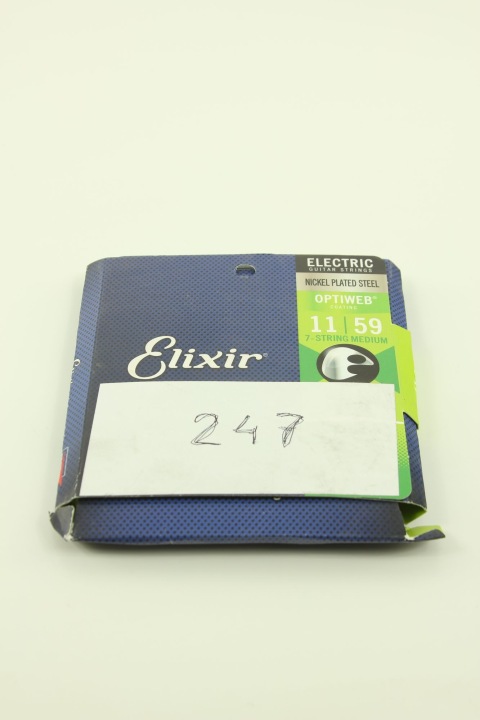 ELECTRIC
GUITAR STRINGS
NICKEL PLATED STEEL
OPTIWEB®
COATING
11 | 59
7-STRING MEDIUM
Elixir®
247